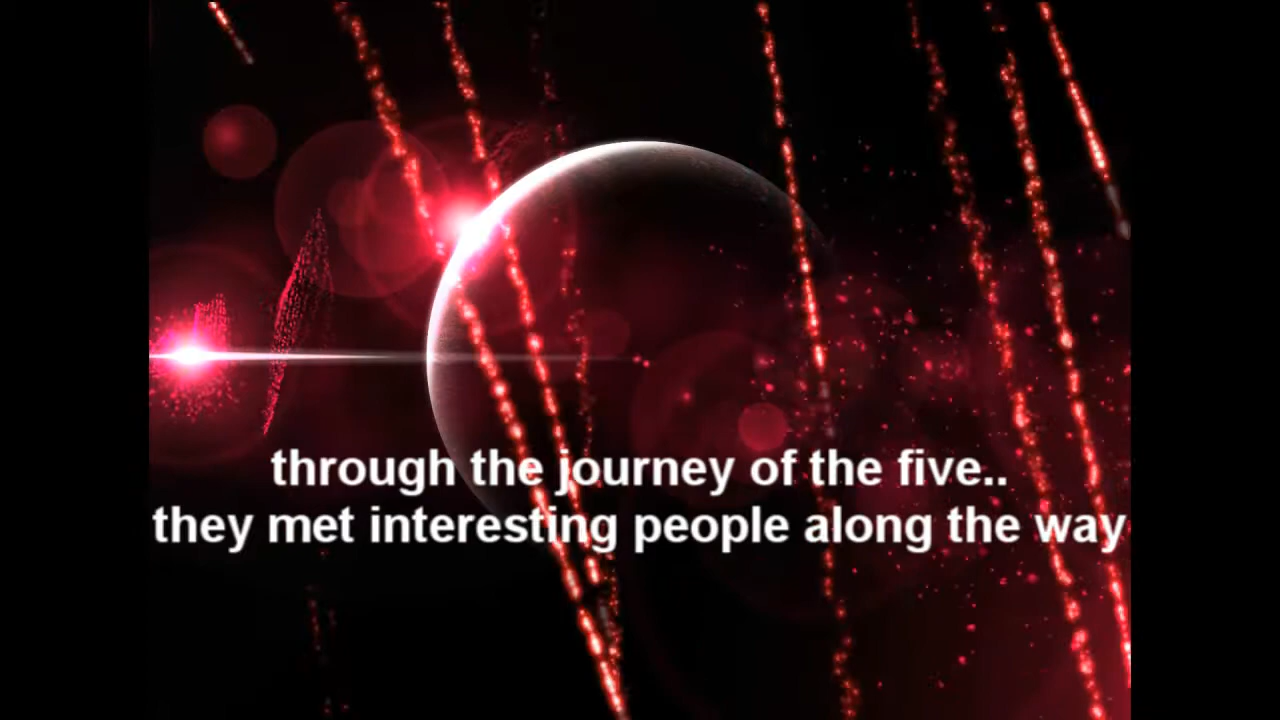 through the journey of the five..
they met interesting people along the way